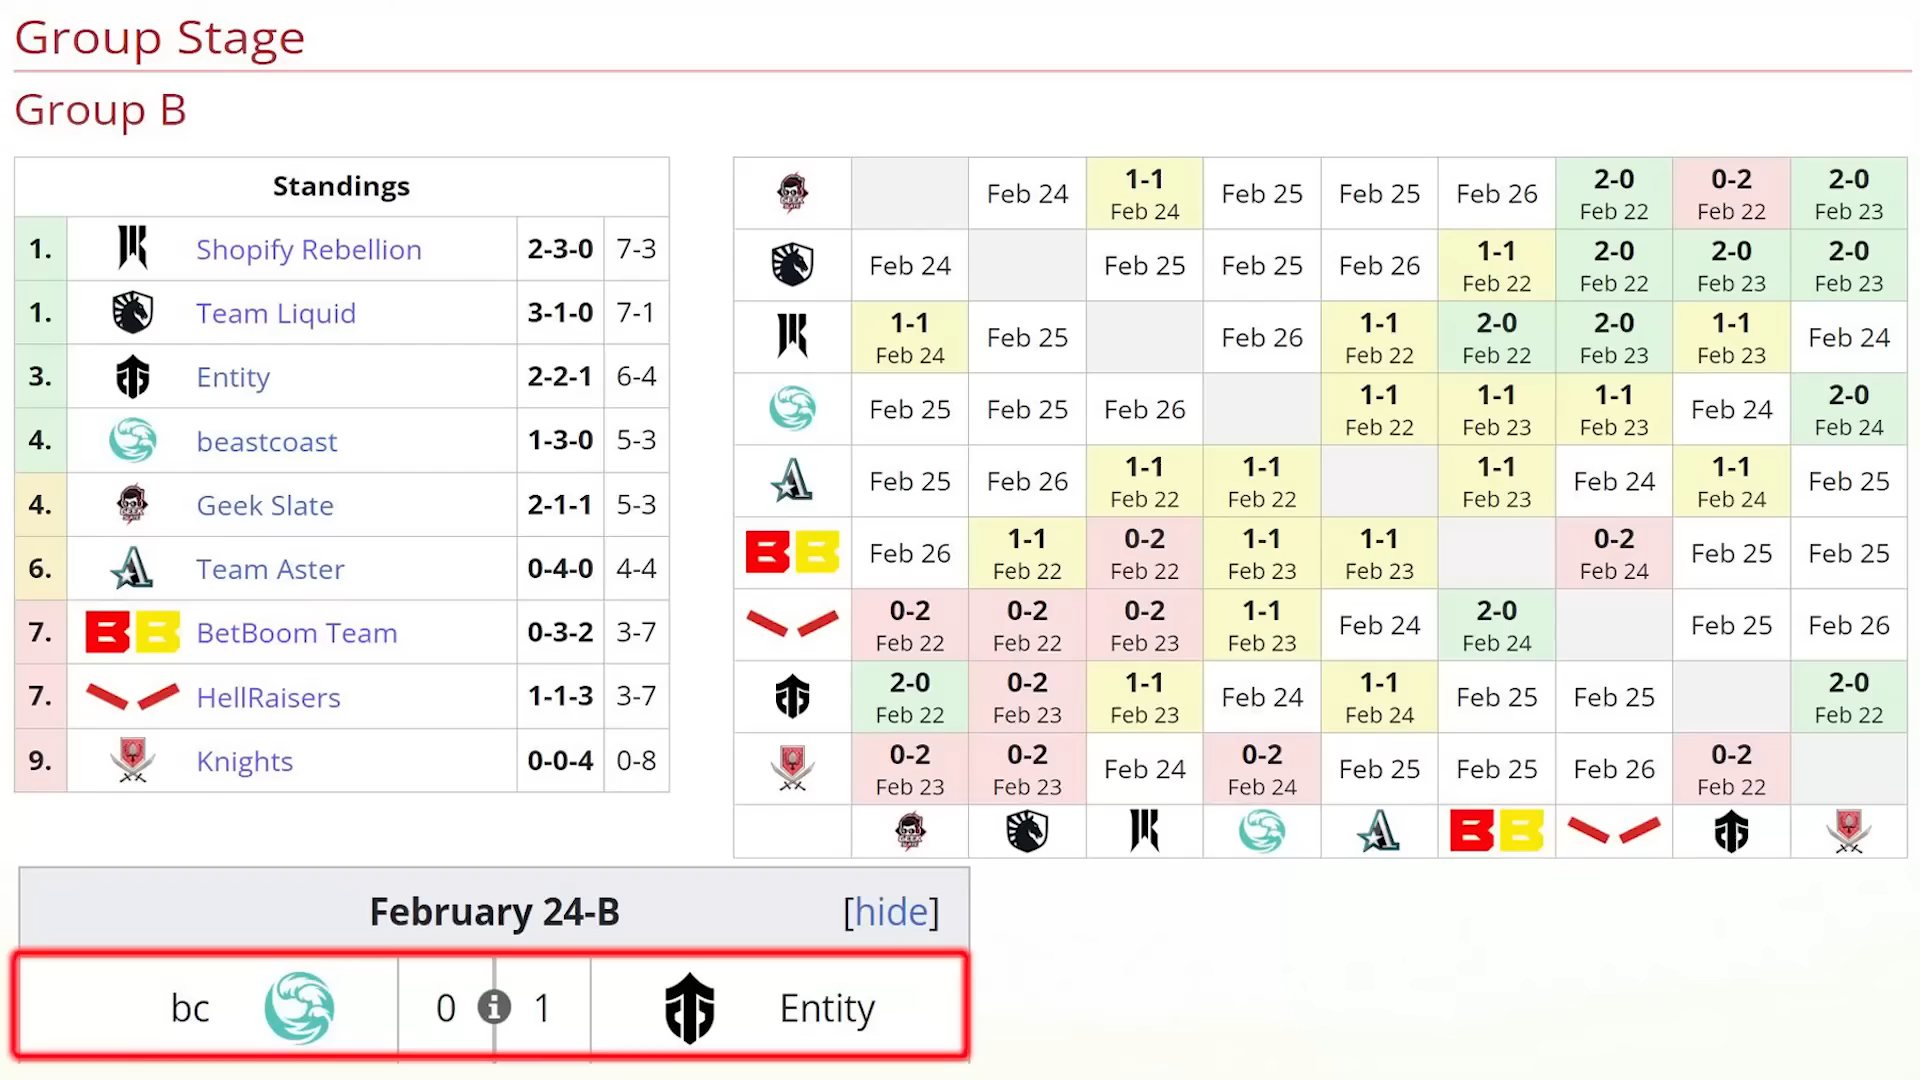 Group Stage
Group B
Standings
1. Shopify Rebellion 2-3-0 7-3
1. Team Liquid 3-1-0 7-1
3. Entity 2-2-1 6-4
4. beastcoast 1-3-0 5-3
4. Geek Slate 2-1-1 5-3
6. Team Aster 0-4-0 4-4
7. BB BetBoom Team 0-3-2 3-7
7. HellRaisers 1-1-3 3-7
9. Knights 0-0-4 0-8
1-1 2-0 0-2 2-0
Feb 24 Feb 24 Feb 25 Feb 25 Feb 26 Feb 22 Feb 22 Feb 23
1-1 2-0 2-0 2-0
Feb 24 Feb 25 Feb 25 Feb 26 Feb 22 Feb 22 Feb 23 Feb 23
1-1 1-1 2-0 2-0 1-1
Feb 24 Feb 25 Feb 26 Feb 22 Feb 22 Feb 23 Feb 23 Feb 24
1-1 1-1 1-1 2-0
Feb 25 Feb 25 Feb 26 Feb 22 Feb 23 Feb 23 Feb 24 Feb 24
1-1 1-1 1-1 1-1
Feb 25 Feb 26 Feb 22 Feb 22 Feb 23 Feb 24 Feb 24 Feb 25
1-1 0-2 1-1 1-1 0-2
BB Feb 26 Feb 22 Feb 22 Feb 23 Feb 23 Feb 24 Feb 25 Feb 25
0-2 0-2 0-2 1-1 2-0
Feb 22 Feb 22 Feb 23 Feb 23 Feb 24 Feb 24 Feb 25 Feb 26
2-0 0-2 1-1 1-1 2-0
Feb 22 Feb 23 Feb 23 Feb 24 Feb 24 Feb 25 Feb 25 Feb 22
0-2 0-2 0-2 0-2
Feb 23 Feb 23 Feb 24 Feb 24 Feb 25 Feb 25 Feb 26 Feb 22
BB
February 24-B [hide]
bc 0 i 1 Entity